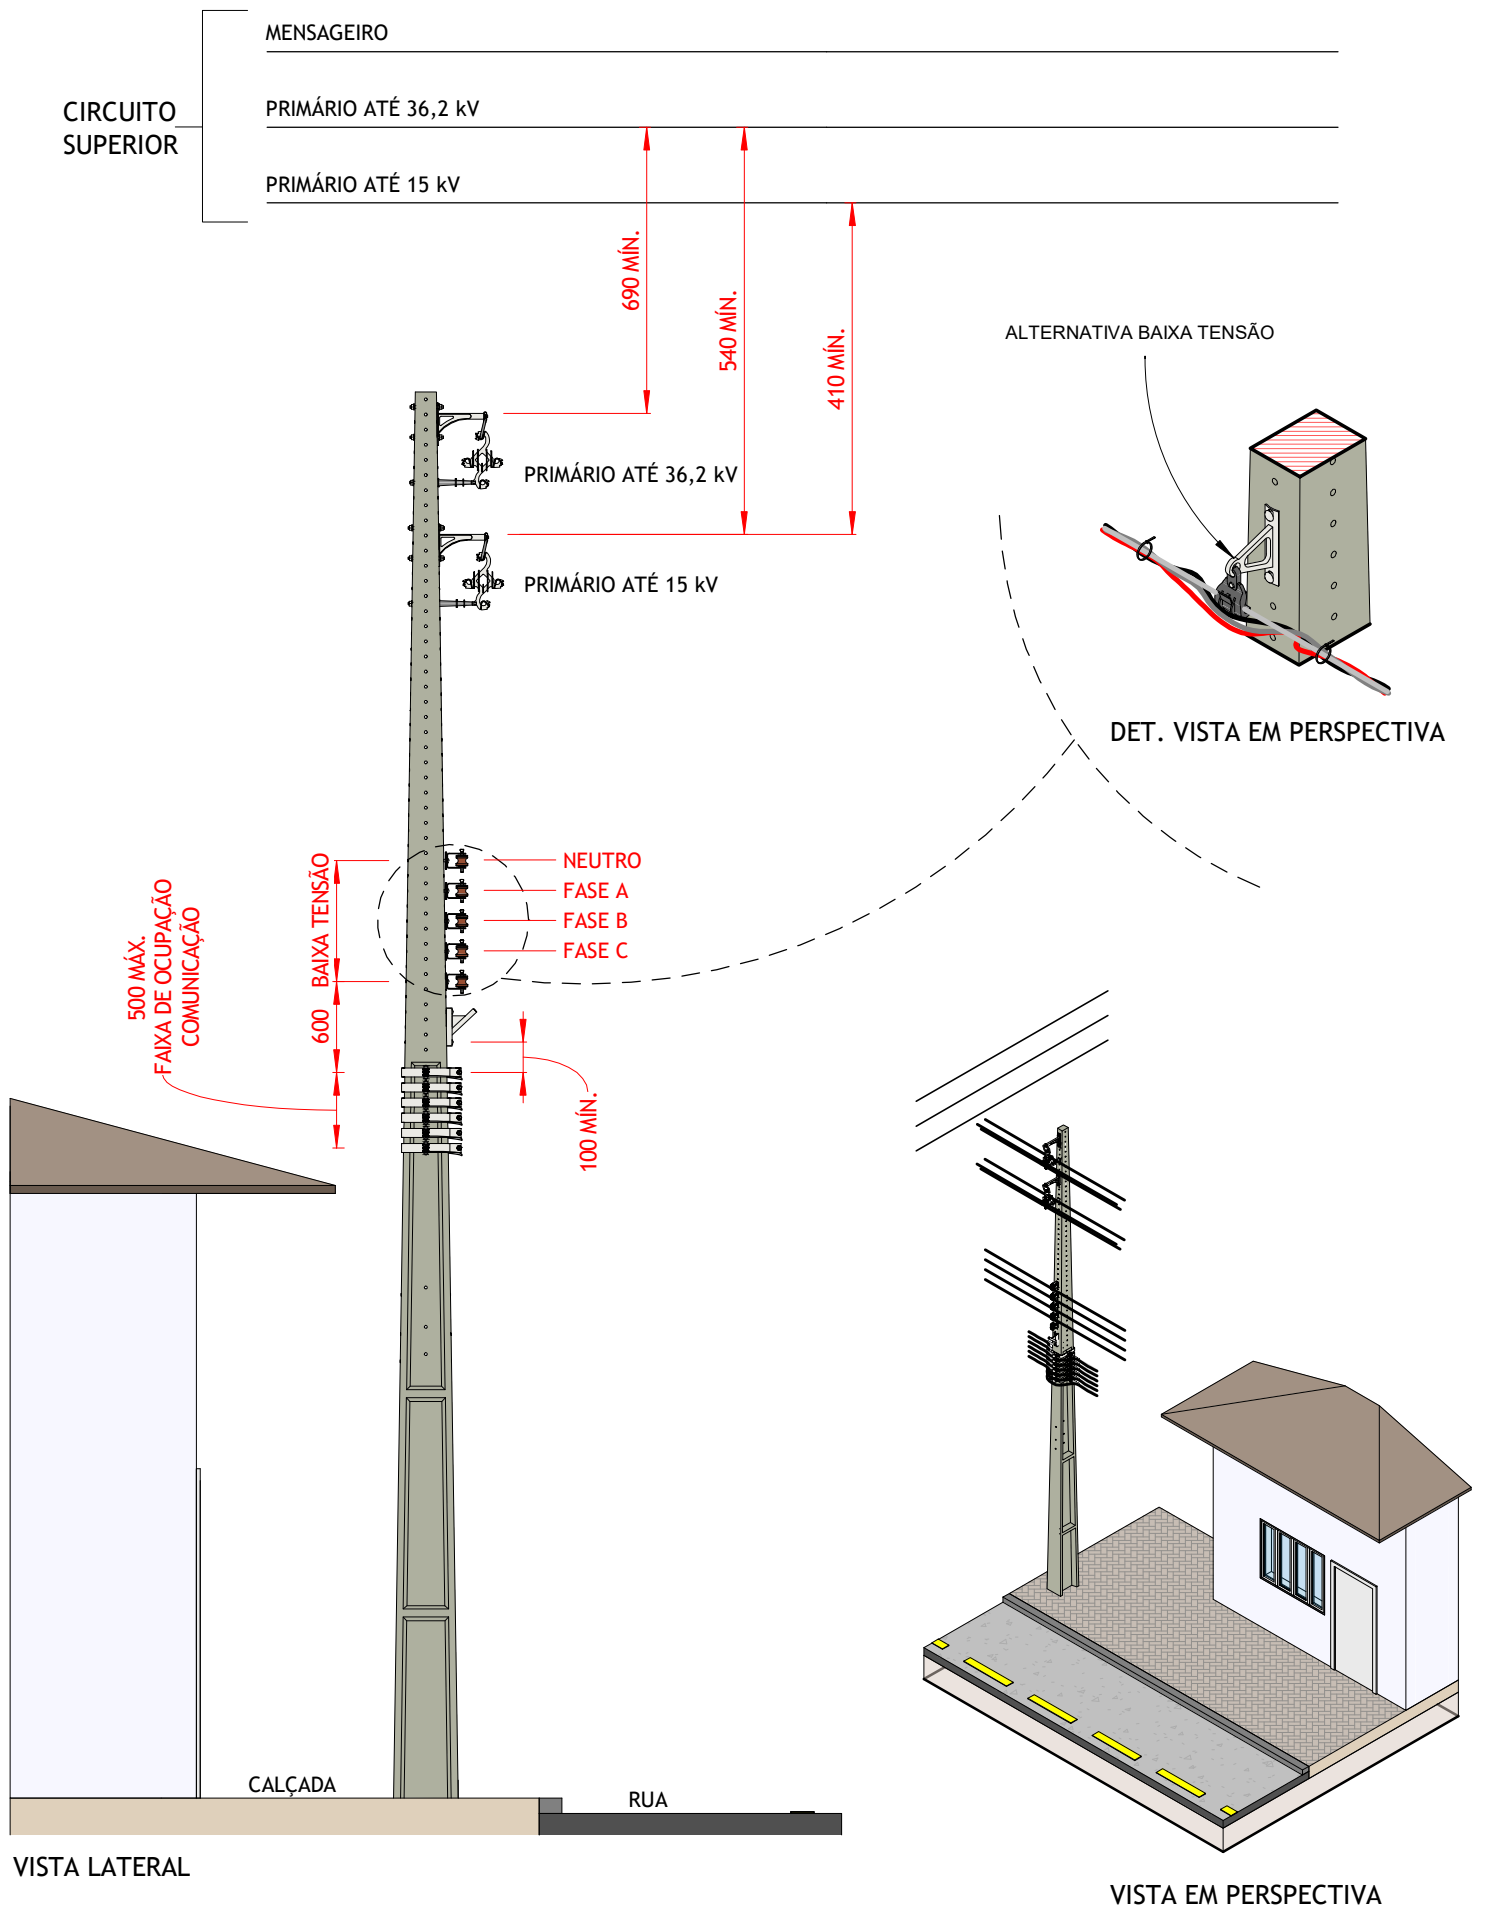 MENSAGEIRO
CIRCUITO
SUPERIOR
PRIMÁRIO ATÉ 36,2 kV
PRIMÁRIO ATÉ 15 kV
690 MÍN.
540 MÍN.
410 MÍN.
ALTERNATIVA BAIXA TENSÃO
PRIMÁRIO ATÉ 36,2 kV
PRIMÁRIO ATÉ 15 kV
DET. VISTA EM PERSPECTIVA
NEUTRO
FASE A
FASE B
FASE C
BAIXA TENSÃO
600
500 MÁX.
FAIXA DE OCUPAÇÃO
COMUNICAÇÃO
100 MÍN.
CALÇADA
RUA
VISTA LATERAL
VISTA EM PERSPECTIVA